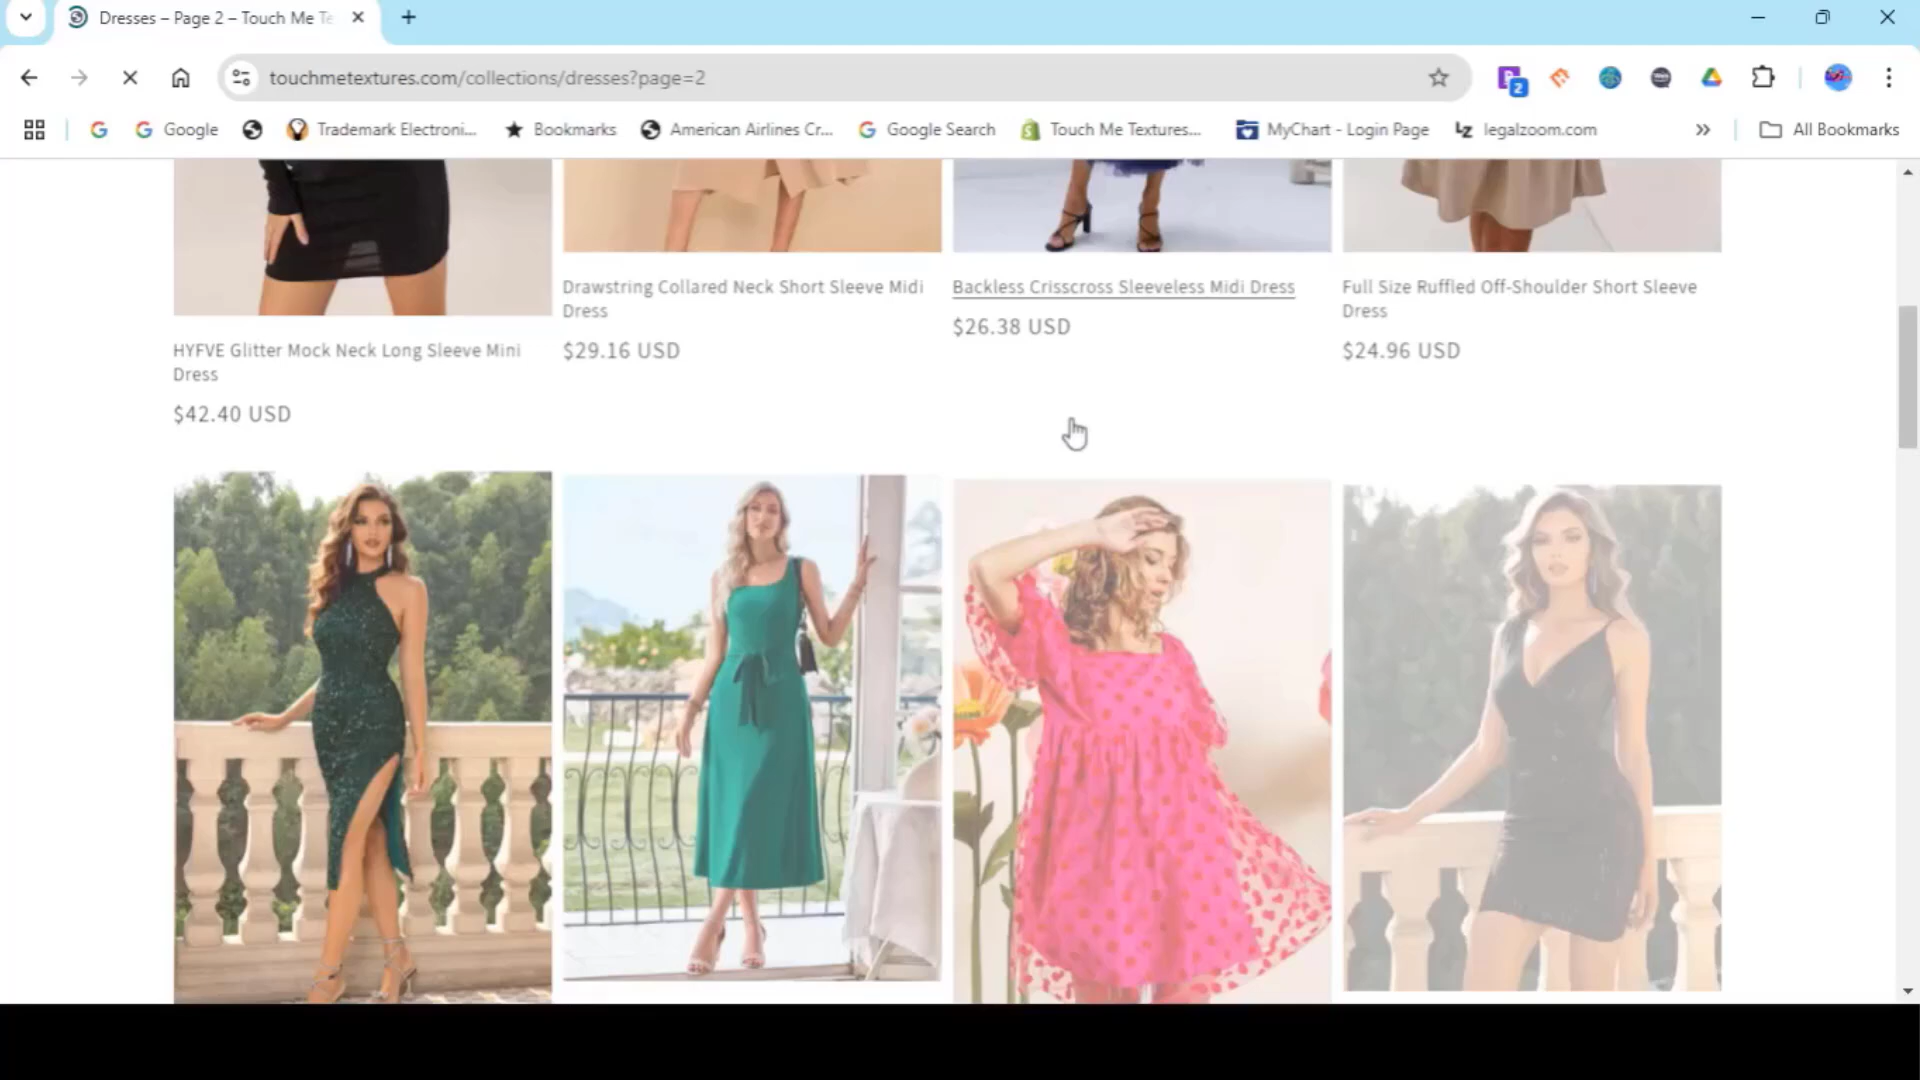 Dresses – Page 2 – Touch Me Te
touchmetextures.com/collections/dresses?page=2
2
Google
Trademark Electroni...
Bookmarks
American Airlines Cr...
Google Search
Touch Me Textures...
MyChart - Login Page
legalzoom.com
All Bookmarks
HYFVE Glitter Mock Neck Long Sleeve Mini
Dress
$42.40 USD
Drawstring Collared Neck Short Sleeve Midi
Dress
$29.16 USD
Backless Crisscross Sleeveless Midi Dress
$26.38 USD
Full Size Ruffled Off-Shoulder Short Sleeve
Dress
$24.96 USD